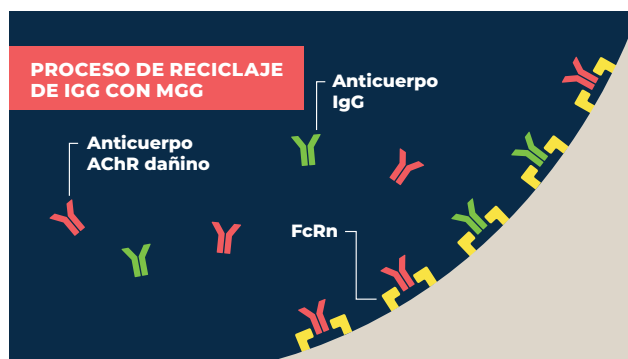 PROCESO DE RECICLAJE
DE IGG CON MGG
Anticuerpo
IgG
Anticuerpo
AChR dañino
FcRn